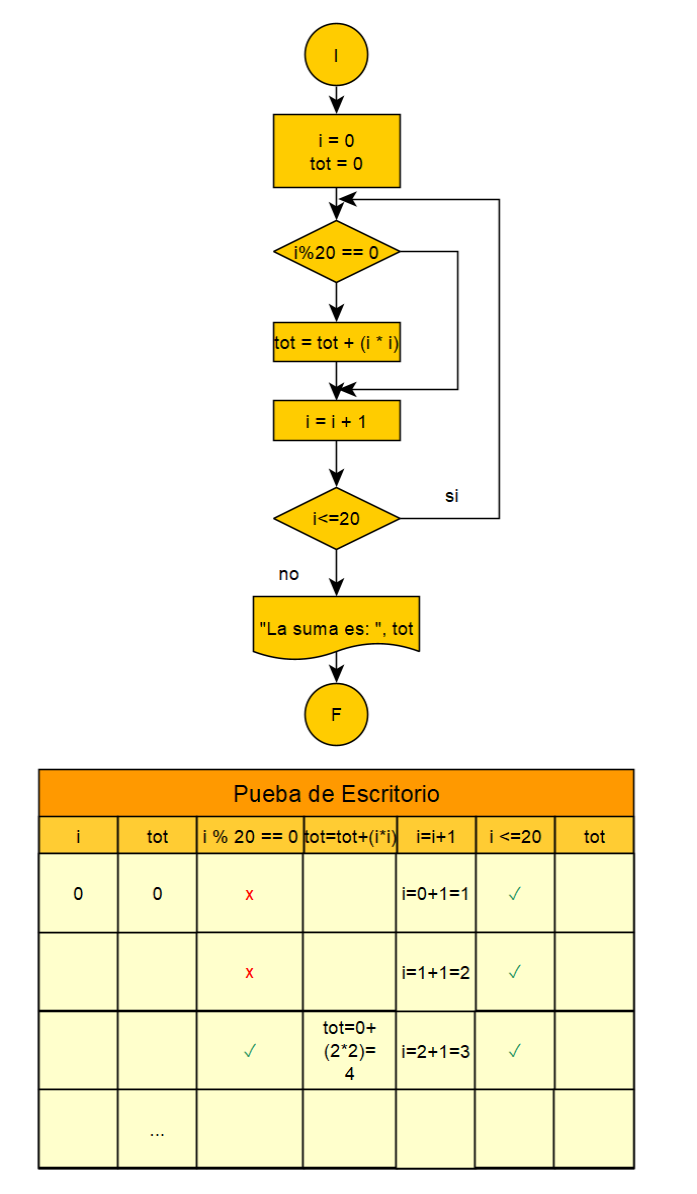 I
i = 0
tot = 0
i%20 == 0
tot = tot + (i * i)
i = i + 1
si
i<=20
no
"La suma es: ", tot
F
Pueba de Escritorio
i tot i % 20 == 0 tot=tot+(i*i) i=i+1 i <=20 tot
0 0 x i=0+1=1 ✓
x i=1+1=2 ✓
✓ tot=0+
(2*2)=
4 i=2+1=3 ✓
...